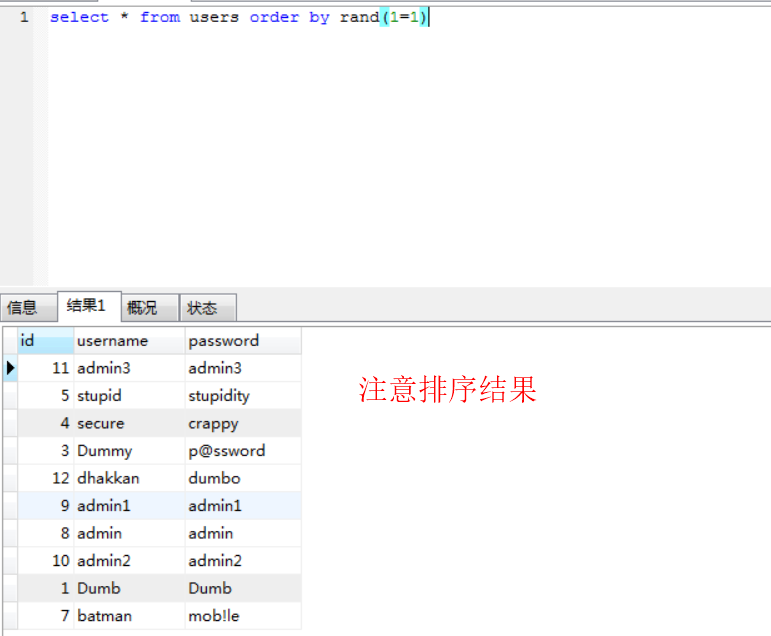 1 select * from users order by rand(1=1)
信息 结果1 概况 状态
id username password
11 admin3 admin3
注意排序结果
5 stupid stupidity
4 secure crappy
3 Dummy p@ssword
12 dhakkan dumbo
9 admin1 admin1
8 admin admin
10 admin2 admin2
1 Dumb Dumb
7 batman mob!le